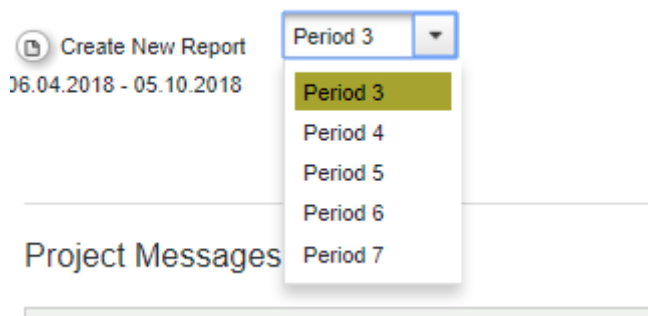 Create New Report
Period 3
06.04.2018 - 05.10.2018
Period 3
Period 4
Period 5
Period 6
Period 7
Project Messages